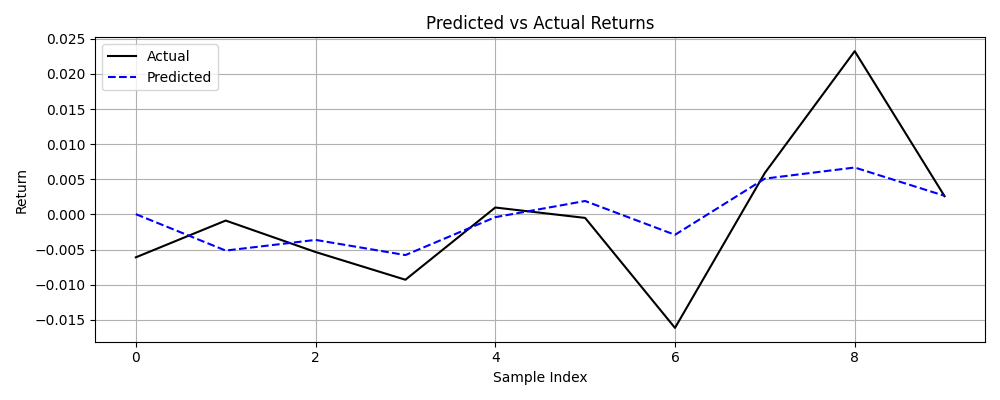 Predicted vs Actual Returns
Actual
Predicted
Return
0.025
0.020
0.015
0.010
0.005
0.000
−0.005
−0.010
−0.015
0 2 4 6 8
Sample Index